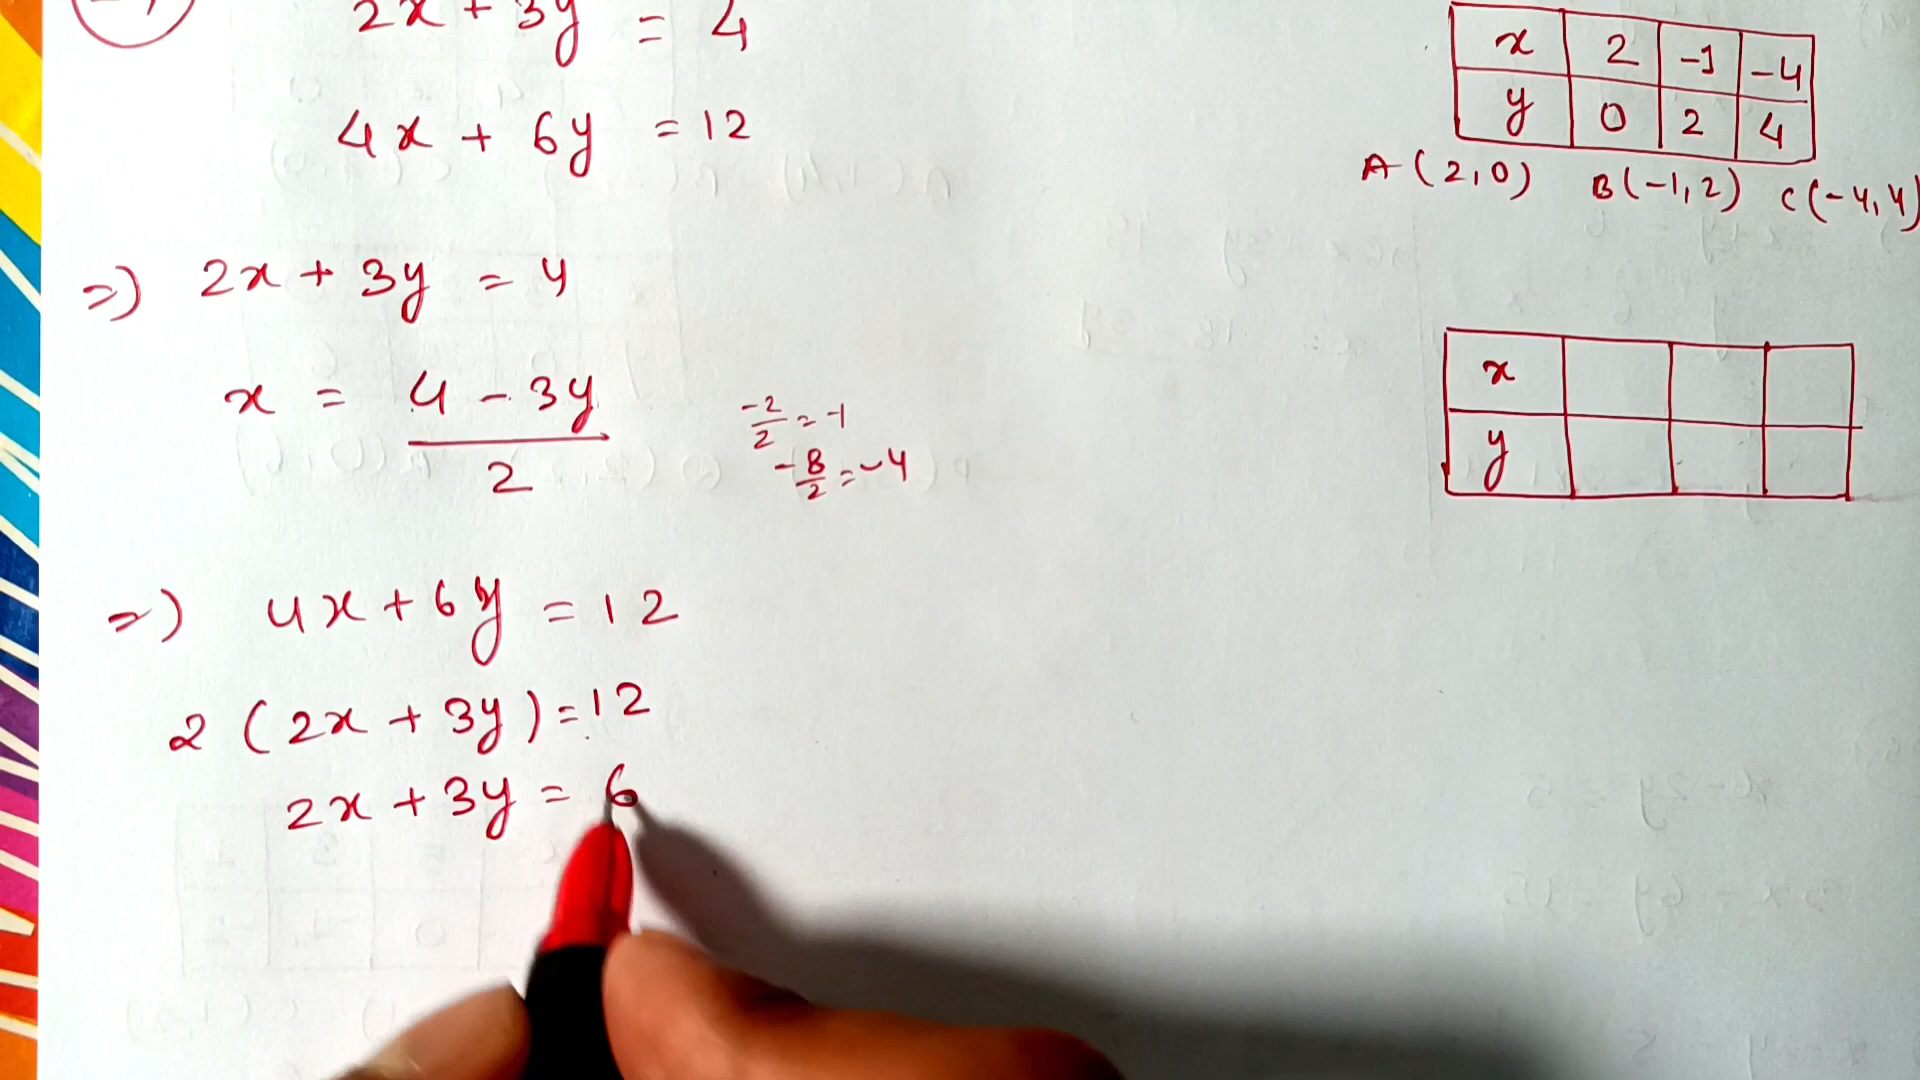 2x + 3y = 4
4x + 6y = 12
=) 2x + 3y = 4
x = 4 - 3y
2
-2/2 = -1
-8/2 = -4
=) 4x + 6y = 12
2 (2x + 3y) = 12
2x + 3y = 6
x 2 -1 -4
y 0 2 4
A (2,0) B (-1,2) C (-4,4)
x
y